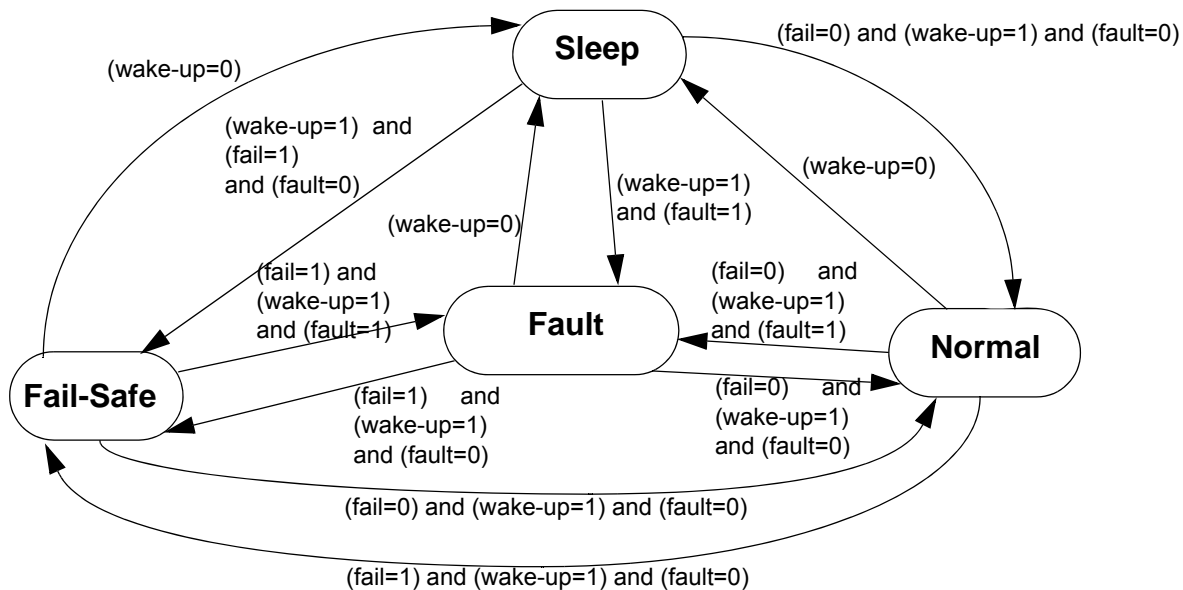 Sleep
(fail=0) and (wake-up=1) and (fault=0)
(wake-up=0)
(wake-up=1) and
(fail=1)
and (fault=0)
(wake-up=0)
(wake-up=1)
and (fault=1)
(wake-up=0)
(fail=1) and
(wake-up=1)
and (fault=1)
(fail=0) and
(wake-up=1)
and (fault=1)
Fault
Normal
Fail-Safe
(fail=1) and
(wake-up=1)
and (fault=0)
(fail=0) and
(wake-up=1)
and (fault=0)
(fail=0) and (wake-up=1) and (fault=0)
(fail=1) and (wake-up=1) and (fault=0)